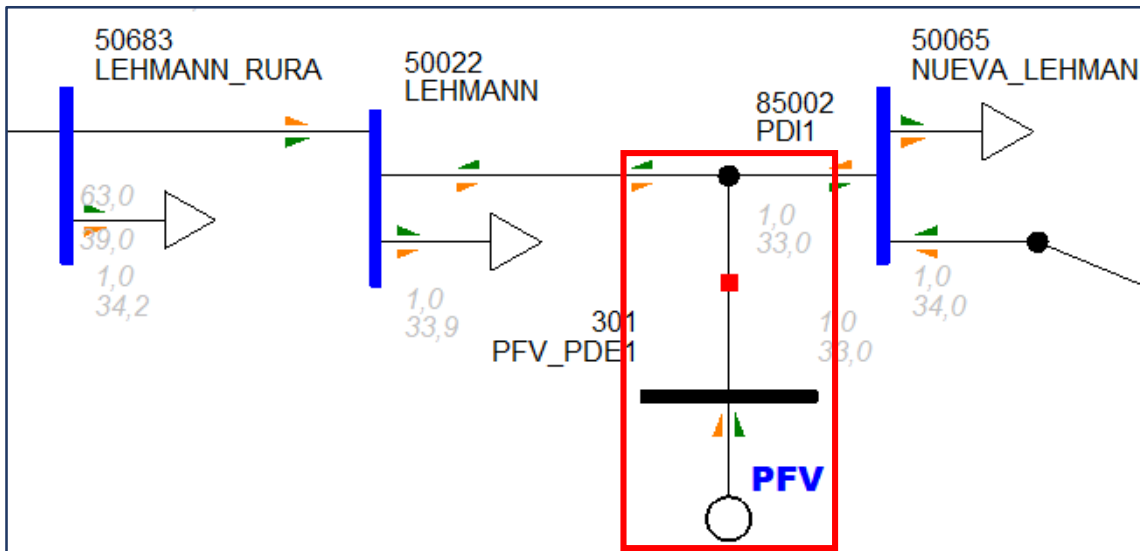 50683
LEHMANN_RURA
63,0
39,0
1,0
34,2
50022
LEHMANN
1,0
33,9
85002
PDI1
1,0
33,0
301
PFV_PDE1
1,0
33,0
PFV
50065
NUEVA_LEHMAN
1,0
34,0